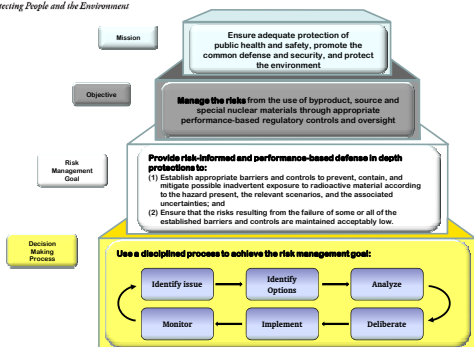 tecting People and the Environment
Mission
Ensure adequate protection of
public health and safety, promote the
common defense and security, and protect
the environment
Objective
Manage the risks from the use of byproduct, source and
special nuclear materials through appropriate
performance-based regulatory controls and oversight
Risk
Management
Goal
Provide risk-informed and performance-based defense in depth
protections to:
(1) Establish appropriate barriers and controls to prevent, contain, and
mitigate possible inadvertent exposure to radioactive material according
to the hazard present, the relevant scenarios, and the associated
uncertainties; and
(2) Ensure that the risks resulting from the failure of some or all of the
established barriers and controls are maintained acceptably low.
Decision
Making
Process
Use a disciplined process to achieve the risk management goal:
Identify issue
Identify
Options
Analyze
Monitor
Implement
Deliberate